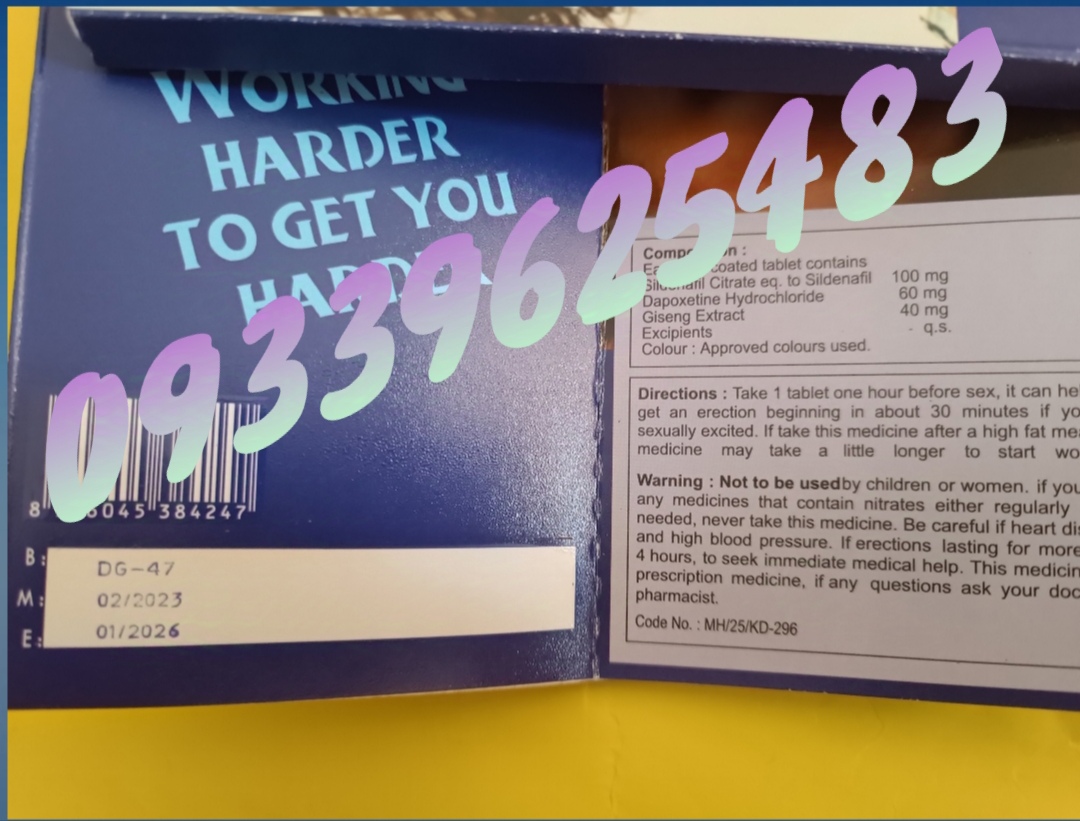 WORKING
HARDER
TO GET YOU
HARDER
09339625483
045 384247
B:
DG-47
M:
02/2023
E:
01/2026
coated tablet contains
Citrate eq. to Sildenafil 100 mg
Dapoxetine Hydrochloride 60 mg
Giseng Extract 40 mg
Excipients - q.s.
Colour : Approved colours used.
Directions : Take 1 tablet one hour before sex, it can
get an erection beginning in about 30 minutes if
sexually excited. If take this medicine after a high fat
medicine may take a little longer to start
Warning : Not to be usedby children or women. if you
any medicines that contain nitrates either regularly
needed, never take this medicine. Be careful if heart
and high blood pressure. If erections lasting for more
4 hours, to seek immediate medical help. This
prescription medicine, if any questions ask your
pharmacist.
Code No. : MH/25/KD-296